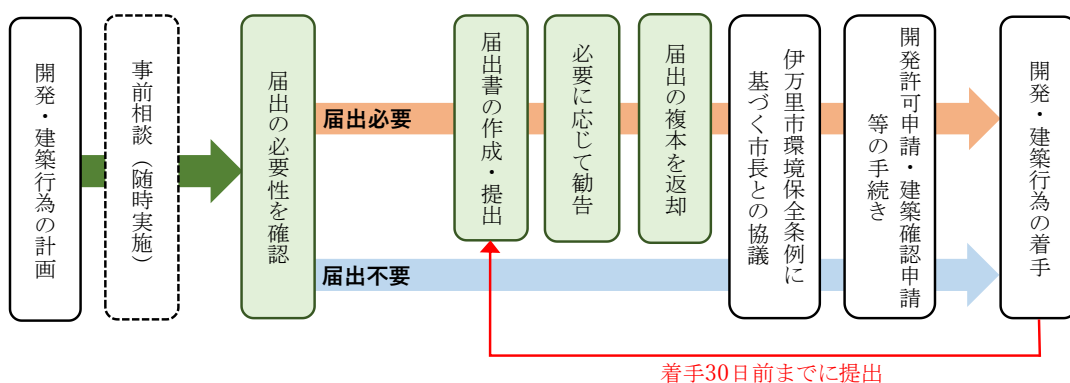 開発・建築行為の計画
事前相談（随時実施）
届出の必要性を確認
届出必要
届出不要
届出書の作成・提出
必要に応じて勧告
届出の複本を返却
伊万里市環境保全条例に
基づく市長との協議
開発許可申請・建築確認申請
等の手続き
開発・建築行為の着手
着手30日前までに提出